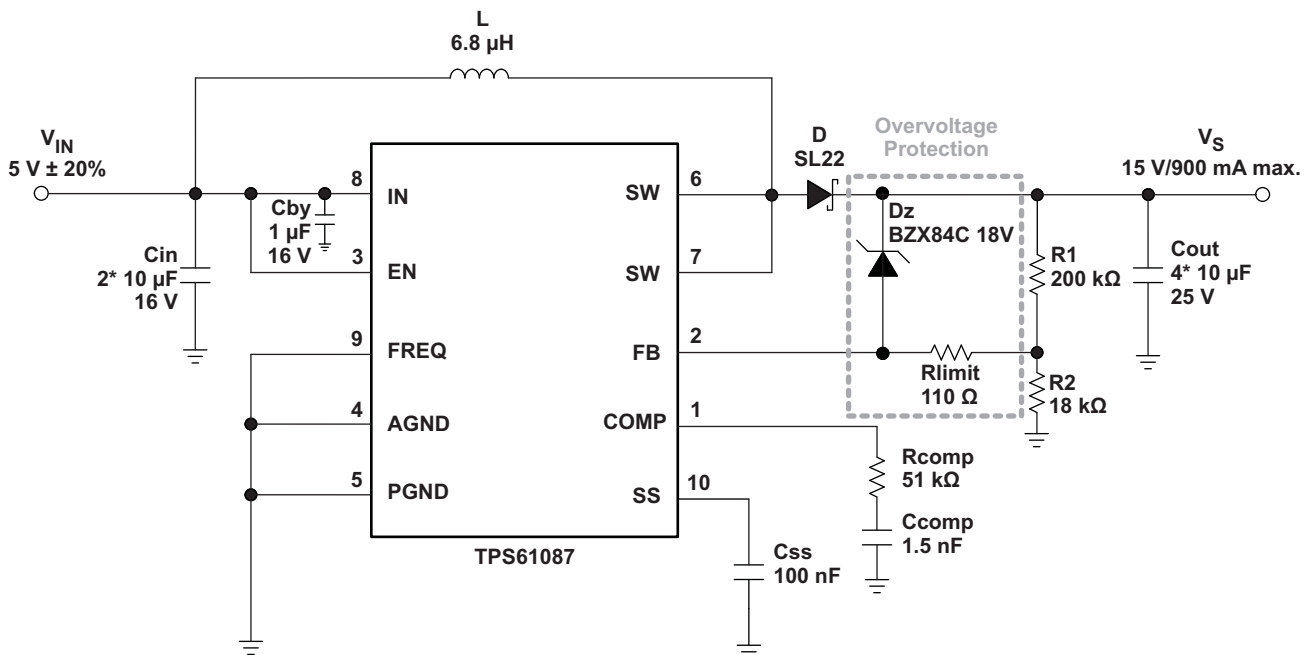 L
6.8 µH
VIN
5 V ± 20%
Cin
2* 10 µF
16 V
Cby
1 µF
16 V
8
IN
3
EN
9
FREQ
4
AGND
5
PGND
SW
6
SW
7
FB
2
COMP
1
SS
10
TPS61087
D
SL22
Overvoltage
Protection
Dz
BZX84C 18V
Rlimit
110 Ω
VS
15 V/900 mA max.
R1
200 kΩ
R2
18 kΩ
Cout
4* 10 µF
25 V
Rcomp
51 kΩ
Ccomp
1.5 nF
Css
100 nF